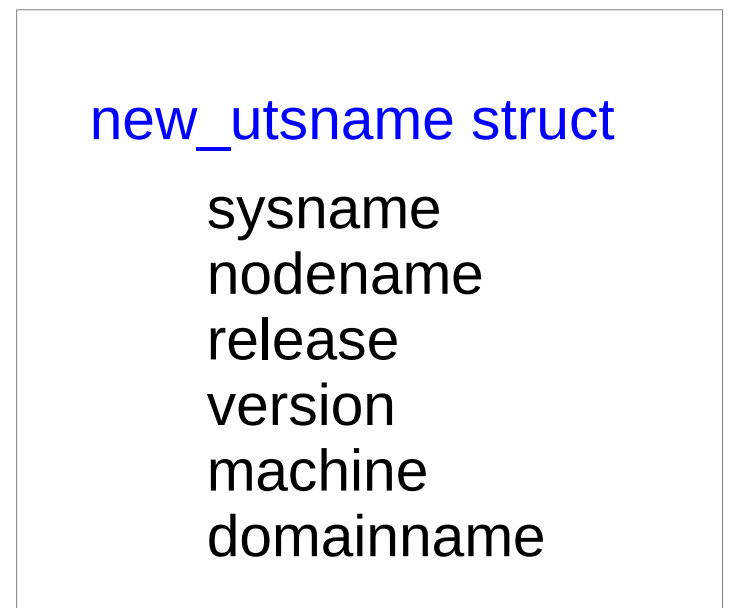 new_utsname struct
sysname
nodename
release
version
machine
domainname